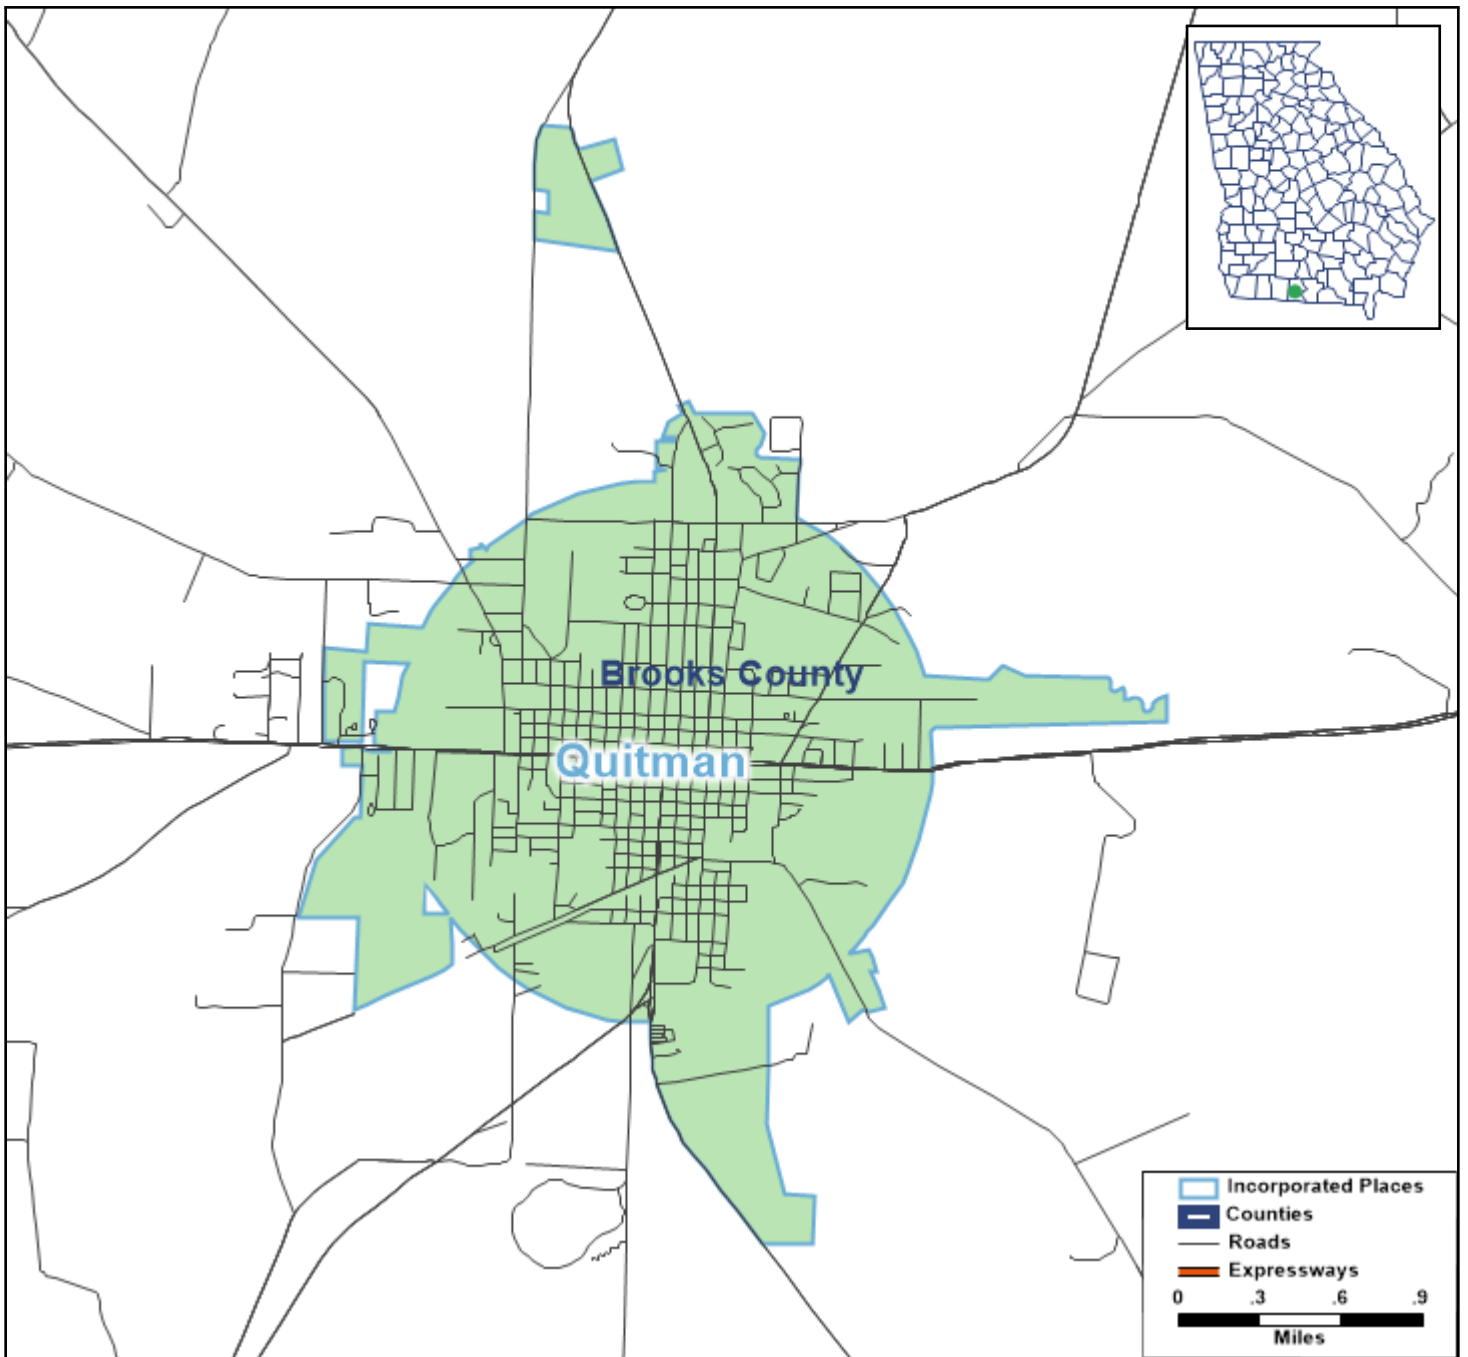 Brooks County
Quitman
Incorporated Places
Counties
Roads
Expressways
0 .3 .6 .9
Miles